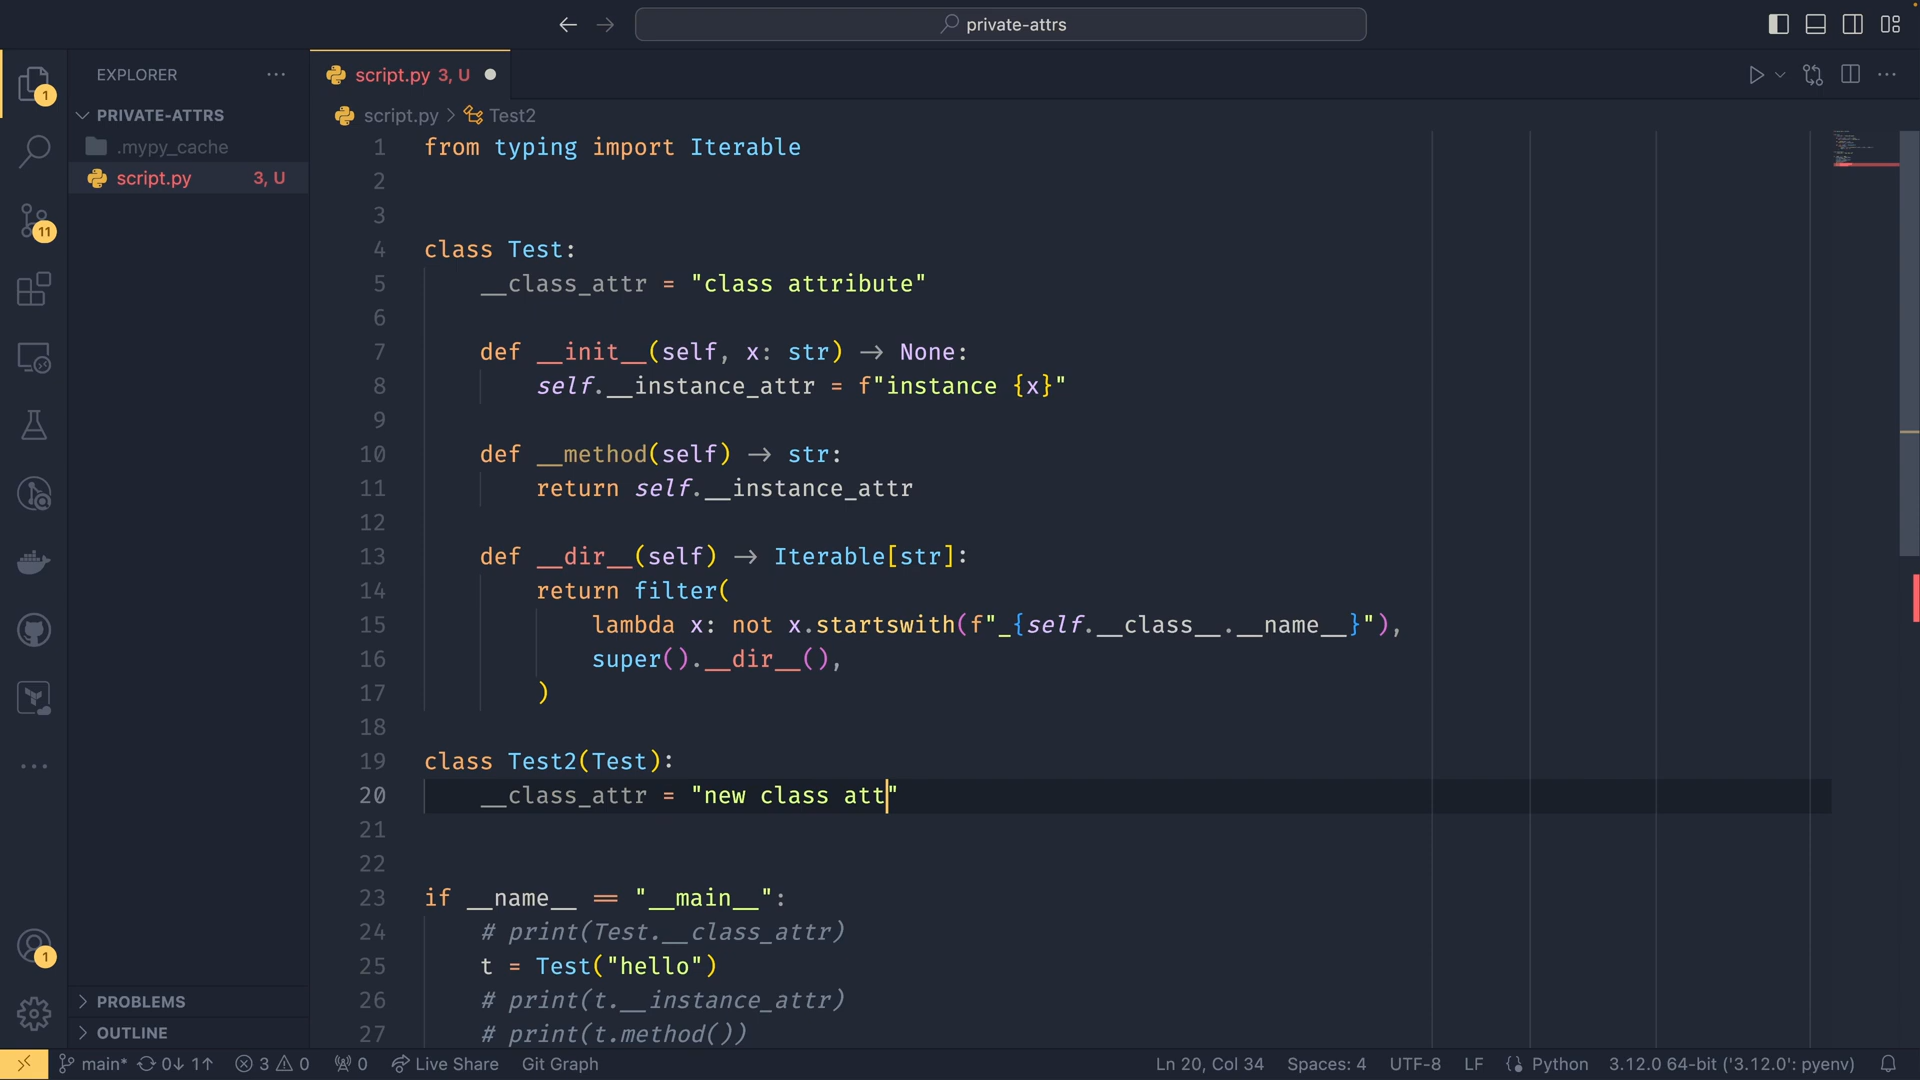 private-attrs
EXPLORER
PRIVATE-ATTRS
.mypy_cache
script.py 3, U
PROBLEMS
OUTLINE
1
11
1
script.py 3, U
script.py > Test2
1 from typing import Iterable
2
3
4 class Test:
5 __class_attr = "class attribute"
6
7 def __init__(self, x: str) -> None:
8 self.__instance_attr = f"instance {x}"
9
10 def __method(self) -> str:
11 return self.__instance_attr
12
13 def __dir__(self) -> Iterable[str]:
14 return filter(
15 lambda x: not x.startswith(f"_{self.__class__.__name__}"),
16 super().__dir__(),
17 )
18
19 class Test2(Test):
20 __class_attr = "new class att"
21
22
23 if __name__ == "__main__":
24 # print(Test.__class_attr)
25 t = Test("hello")
26 # print(t.__instance_attr)
27 # print(t.method())
main* 0↓ 1↑ 3 0 0 Live Share Git Graph Ln 20, Col 34 Spaces: 4 UTF-8 LF Python 3.12.0 64-bit ('3.12.0': pyenv)